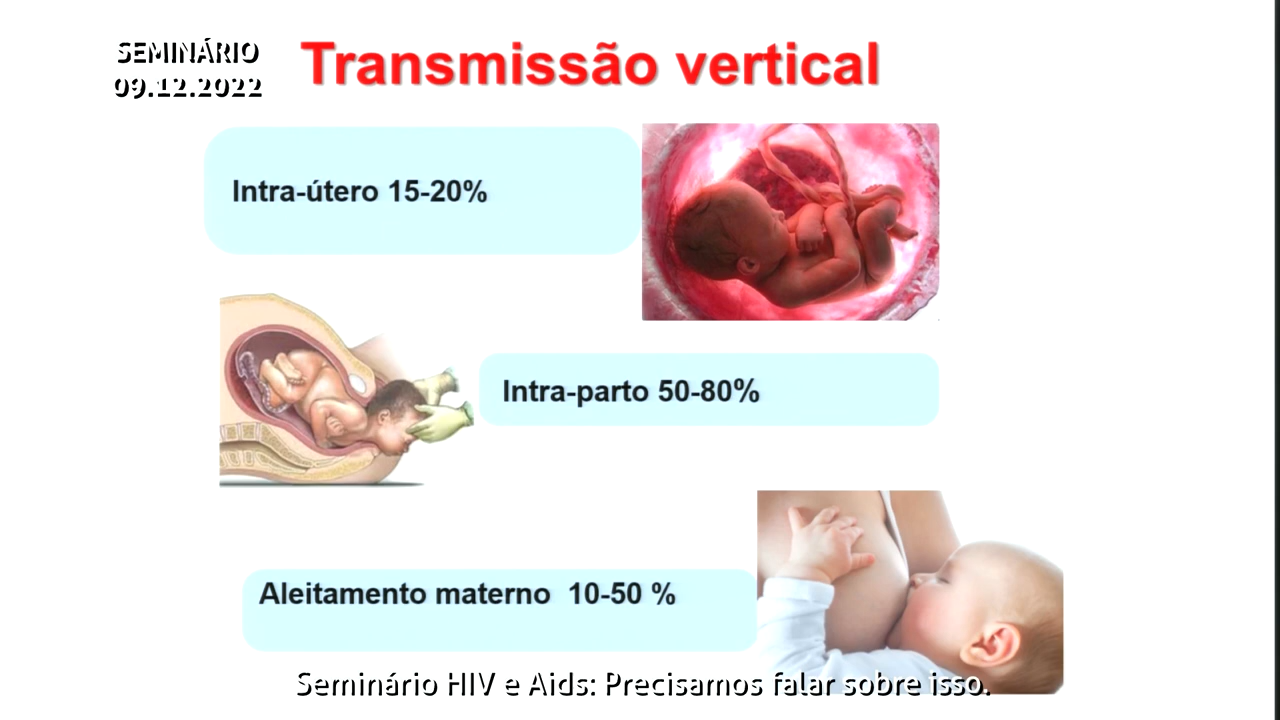 SEMINÁRIO
09.12.2022
Transmissão vertical
Intra-útero 15-20%
Intra-parto 50-80%
Aleitamento materno  10-50 %
Seminário HIV e Aids: Precisamos falar sobre isso.